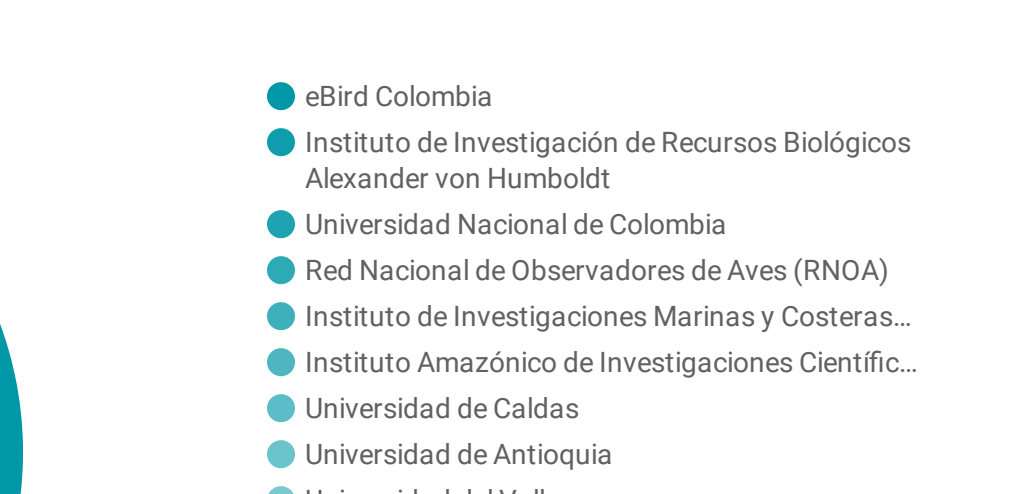 eBird Colombia
Instituto de Investigación de Recursos Biológicos
Alexander von Humboldt
Universidad Nacional de Colombia
Red Nacional de Observadores de Aves (RNOA)
Instituto de Investigaciones Marinas y Costeras...
Instituto Amazónico de Investigaciones Científic...
Universidad de Caldas
Universidad de Antioquia